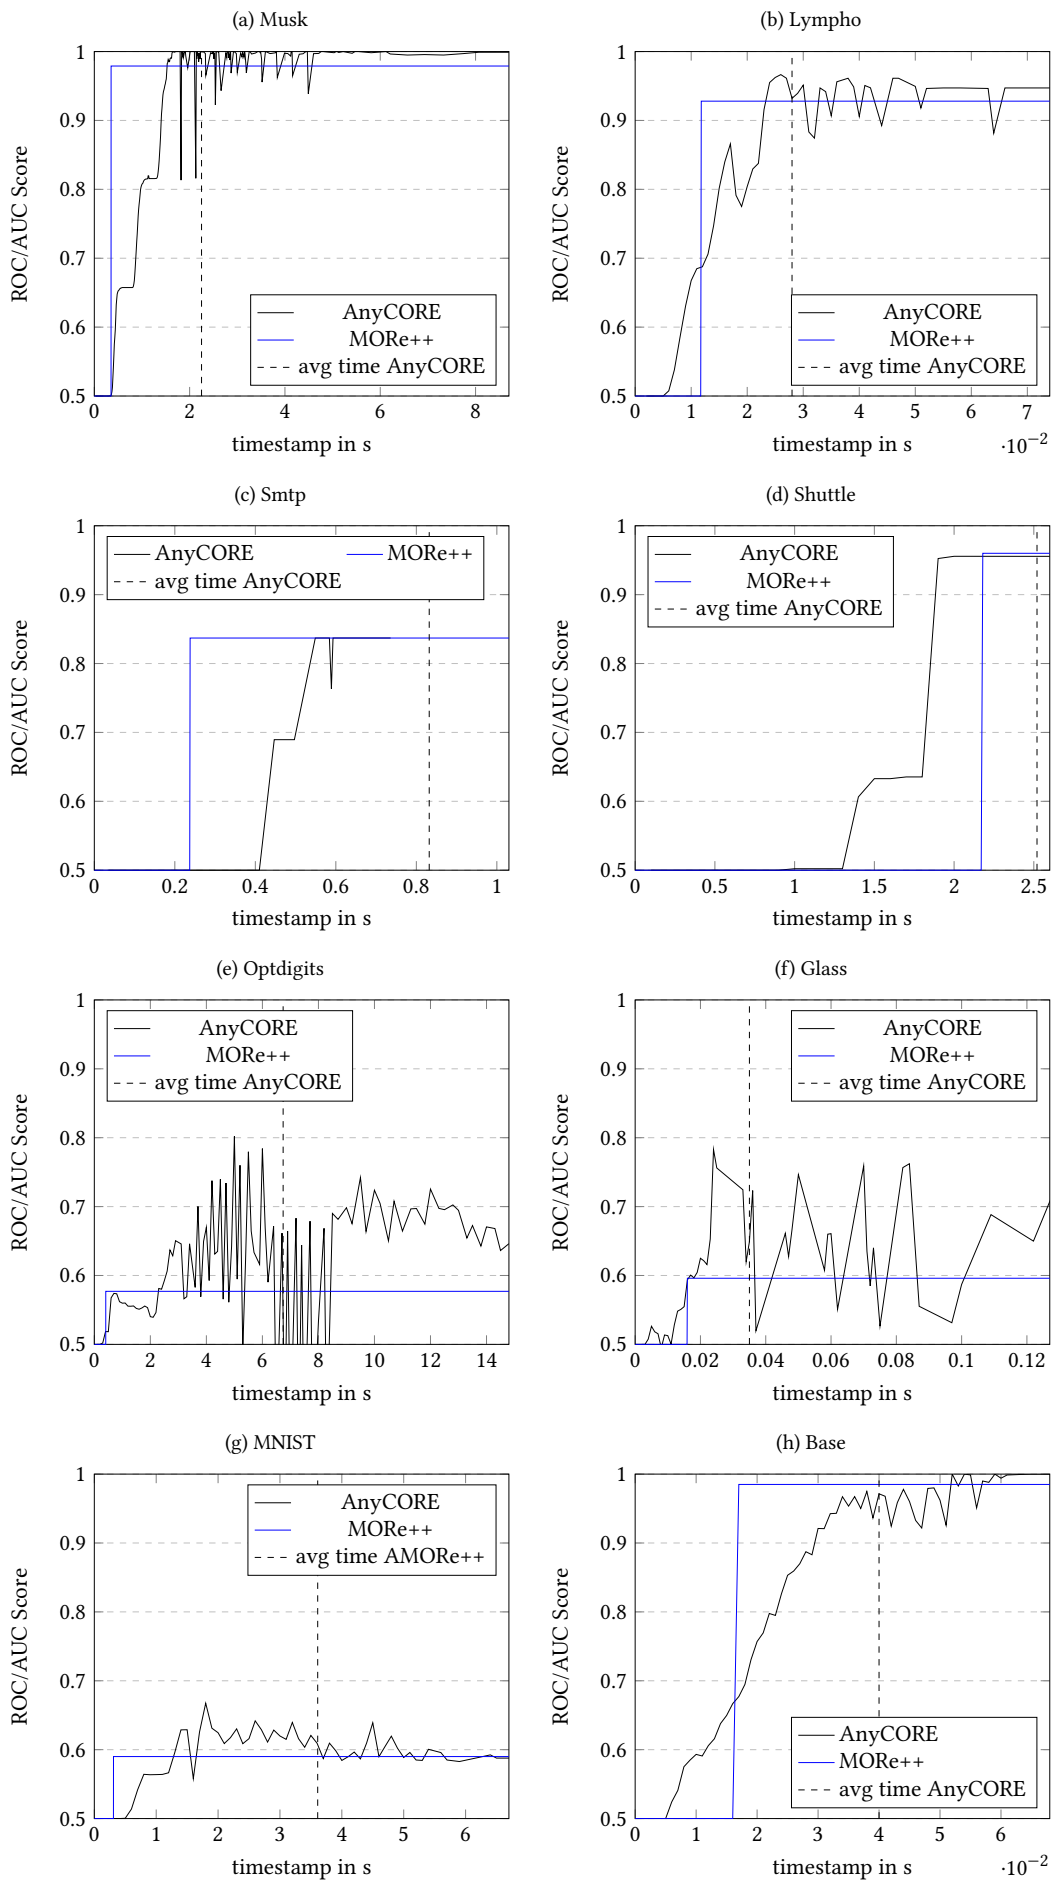 (a) Musk
1
0.9
0.8
0.7
0.6
0.5
0 2 4 6 8
ROC/AUC Score
timestamp in s
AnyCORE
MORe++
avg time AnyCORE
(b) Lympho
1
0.9
0.8
0.7
0.6
0.5
0 1 2 3 4 5 6 7
·10⁻²
ROC/AUC Score
timestamp in s
AnyCORE
MORe++
avg time AnyCORE
(c) Smtp
1
0.9
0.8
0.7
0.6
0.5
0 0.2 0.4 0.6 0.8 1
ROC/AUC Score
timestamp in s
AnyCORE MORe++
avg time AnyCORE
(d) Shuttle
1
0.9
0.8
0.7
0.6
0.5
0 0.5 1 1.5 2 2.5
ROC/AUC Score
timestamp in s
AnyCORE
MORe++
avg time AnyCORE
(e) Optdigits
1
0.9
0.8
0.7
0.6
0.5
0 2 4 6 8 10 12 14
ROC/AUC Score
timestamp in s
AnyCORE
MORe++
avg time AnyCORE
(f) Glass
1
0.9
0.8
0.7
0.6
0.5
0 0.02 0.04 0.06 0.08 0.1 0.12
ROC/AUC Score
timestamp in s
AnyCORE
MORe++
avg time AnyCORE
(g) MNIST
1
0.9
0.8
0.7
0.6
0.5
0 1 2 3 4 5 6
ROC/AUC Score
timestamp in s
AnyCORE
MORe++
avg time AMORe++
(h) Base
1
0.9
0.8
0.7
0.6
0.5
0 1 2 3 4 5 6
·10⁻²
ROC/AUC Score
timestamp in s
AnyCORE
MORe++
avg time AnyCORE